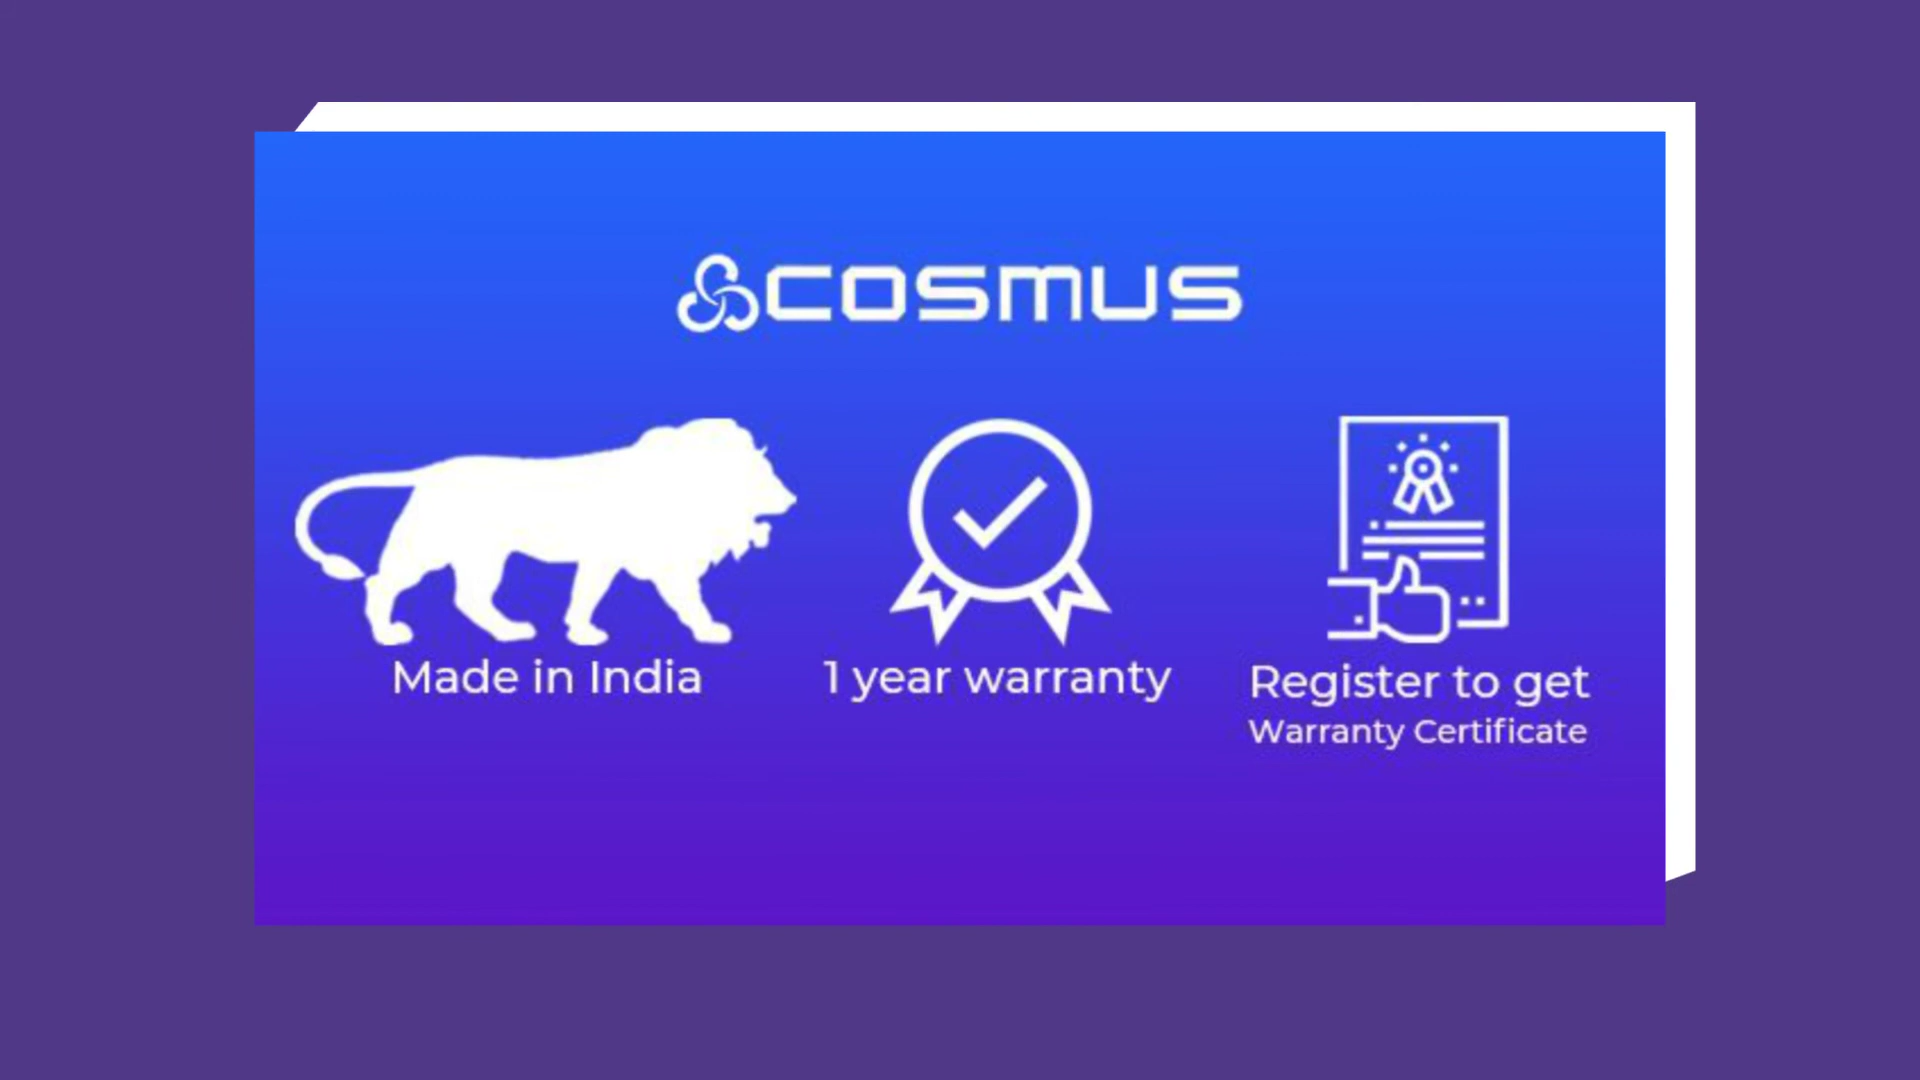 COSMUS
Made in India
1 year warranty
Register to get
Warranty Certificate